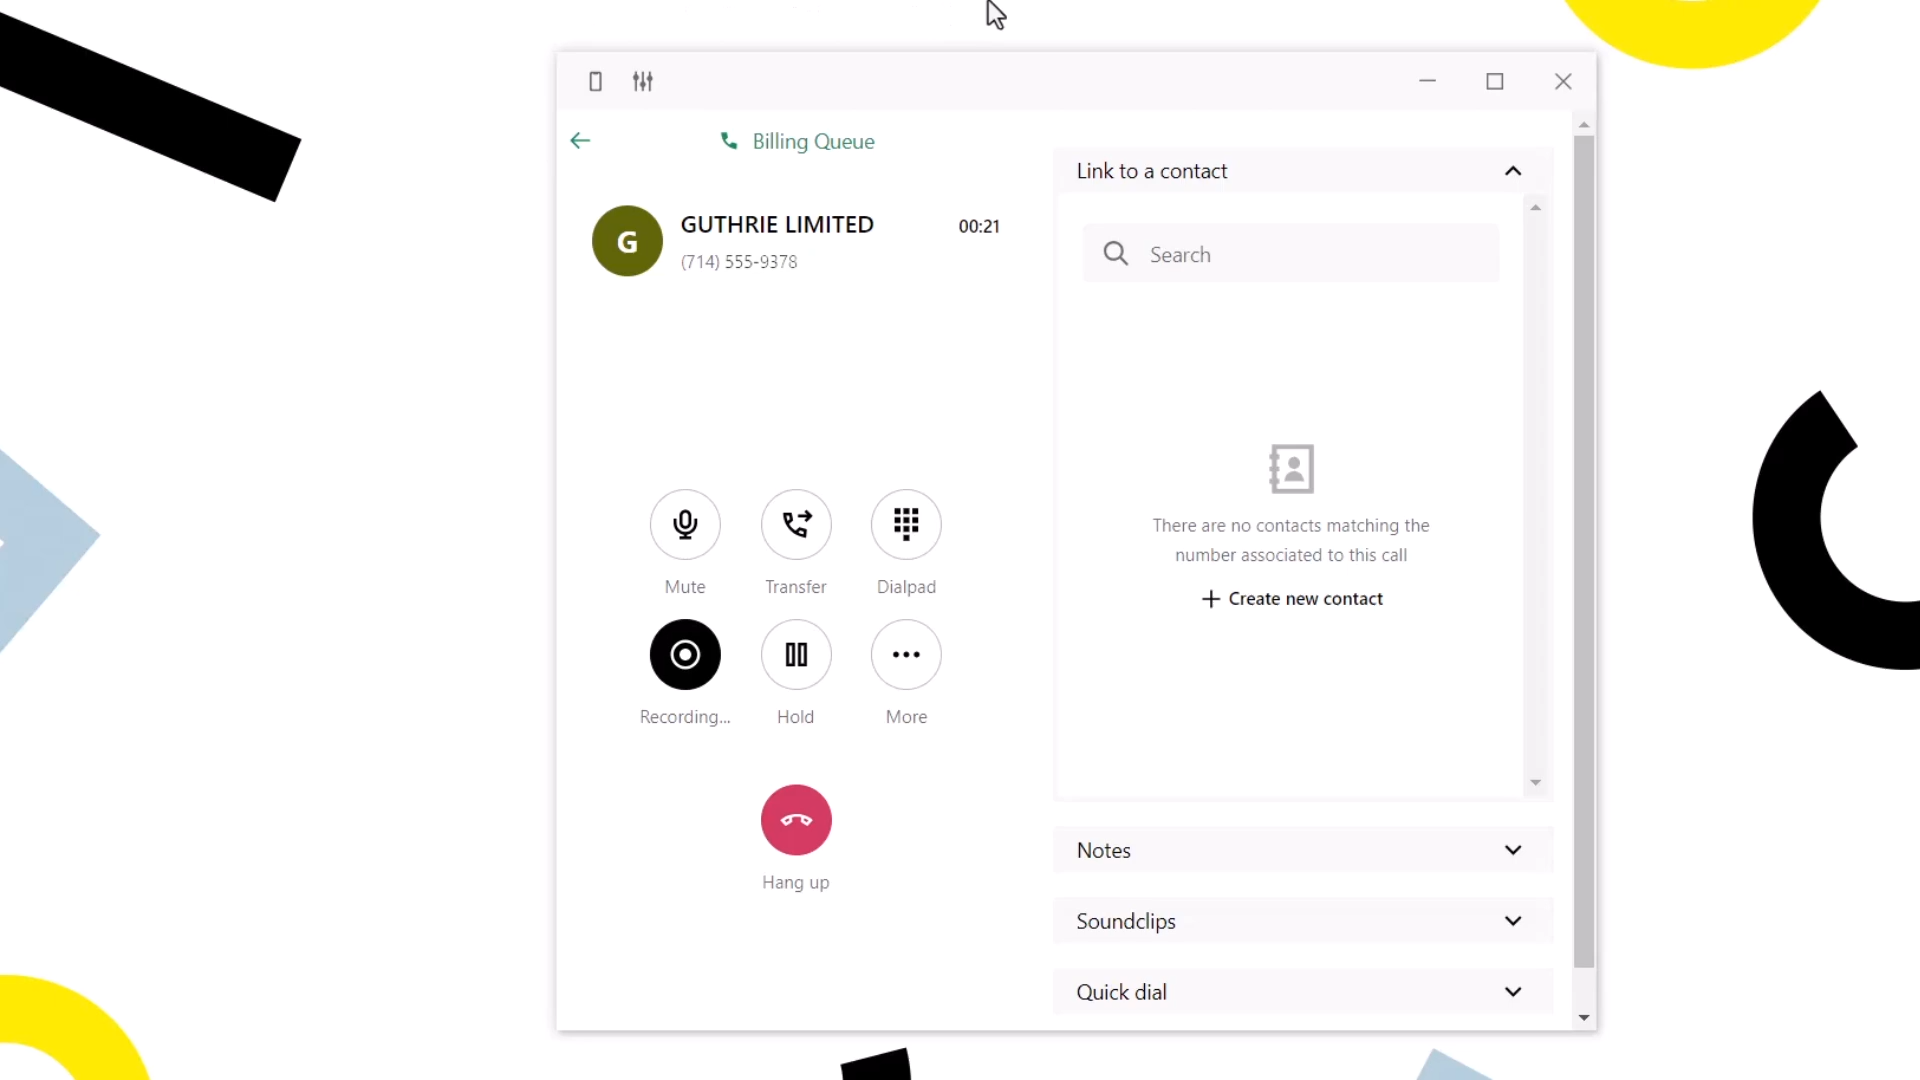 Billing Queue
G
GUTHRIE LIMITED
00:21
(714) 555-9378
Mute
Transfer
Dialpad
Recording...
Hold
More
Hang up
Link to a contact
Search
There are no contacts matching the
number associated to this call
Create new contact
Notes
Soundclips
Quick dial